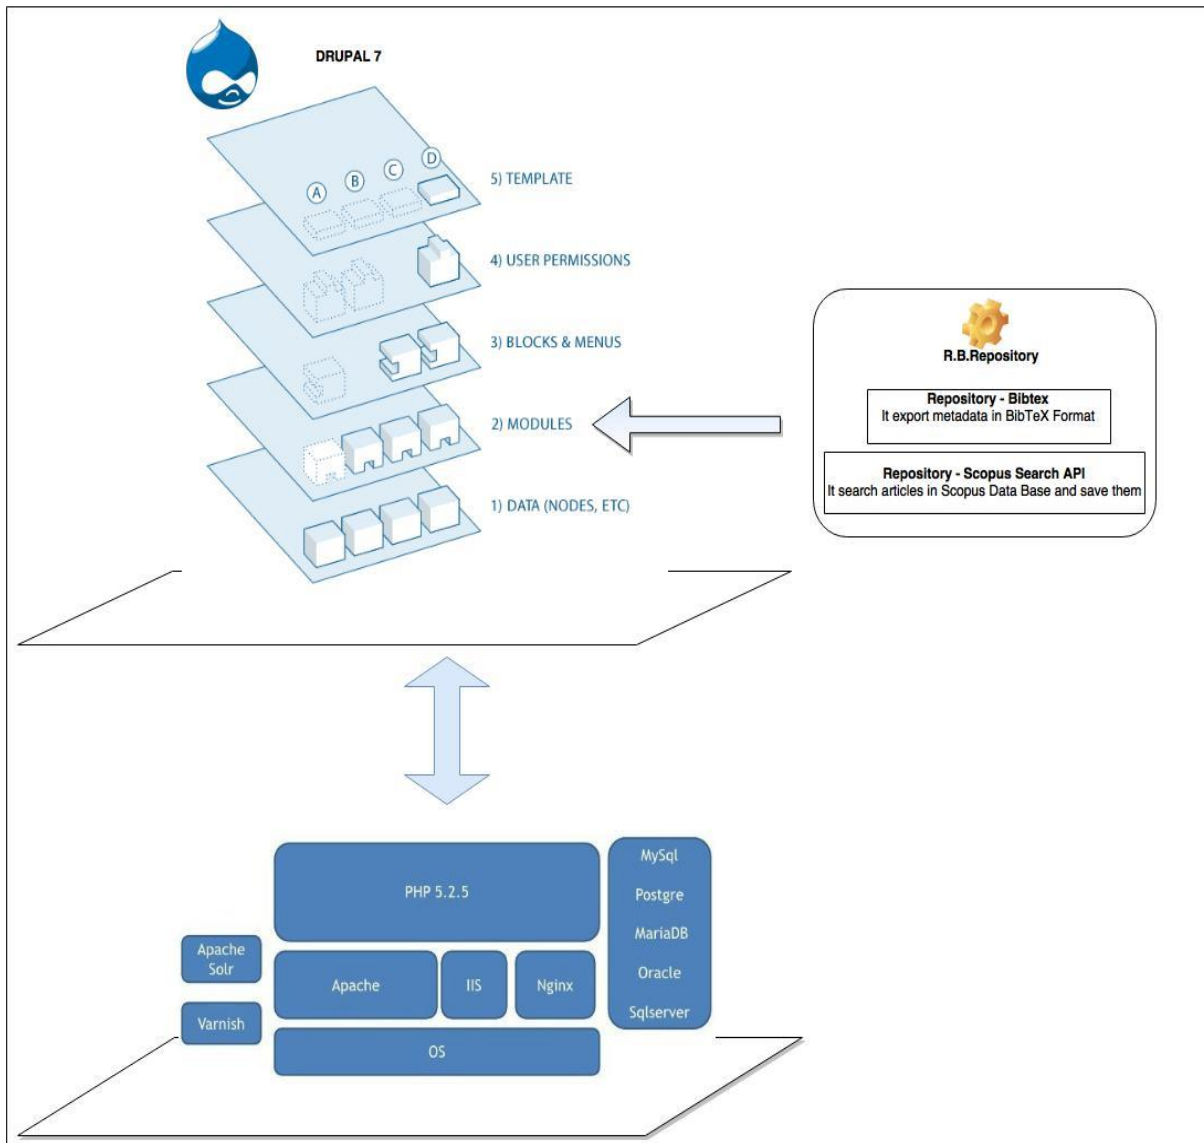 DRUPAL 7
A
B
C
D
5) TEMPLATE
4) USER PERMISSIONS
3) BLOCKS & MENUS
2) MODULES
1) DATA (NODES, ETC)
R.B.Repository
Repository - Bibtex
It export metadata in BibTeX Format
Repository - Scopus Search API
It search articles in Scopus Data Base and save them
PHP 5.2.5
Apache
Solr
Varnish
Apache
IIS
Nginx
OS
MySql
Postgre
MariaDB
Oracle
Sqlserver